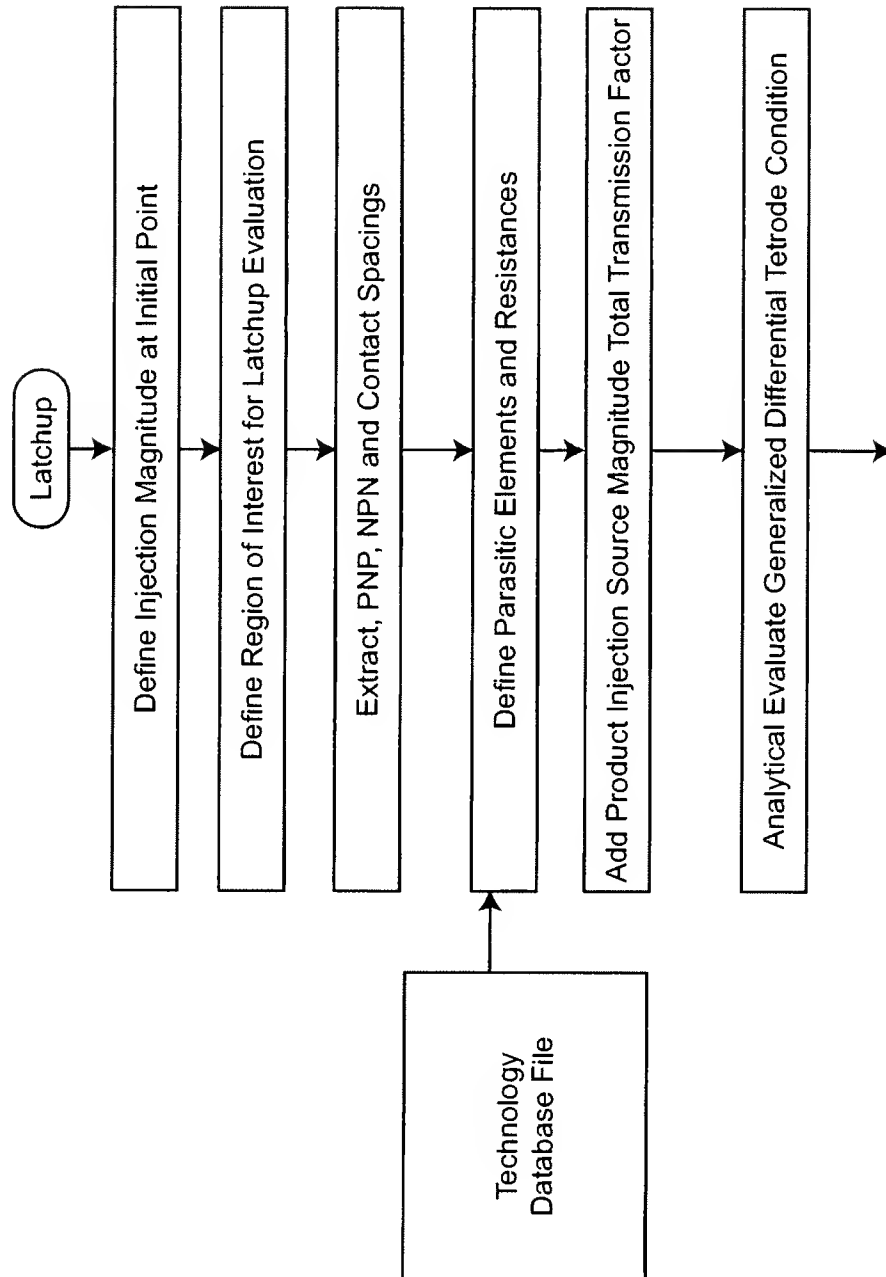 Latchup
Define Injection Magnitude at Initial Point
Define Region of Interest for Latchup Evaluation
Extract, PNP, NPN and Contact Spacings
Technology
Database File
Define Parasitic Elements and Resistances
Add Product Injection Source Magnitude Total Transmission Factor
Analytical Evaluate Generalized Differential Tetrode Condition